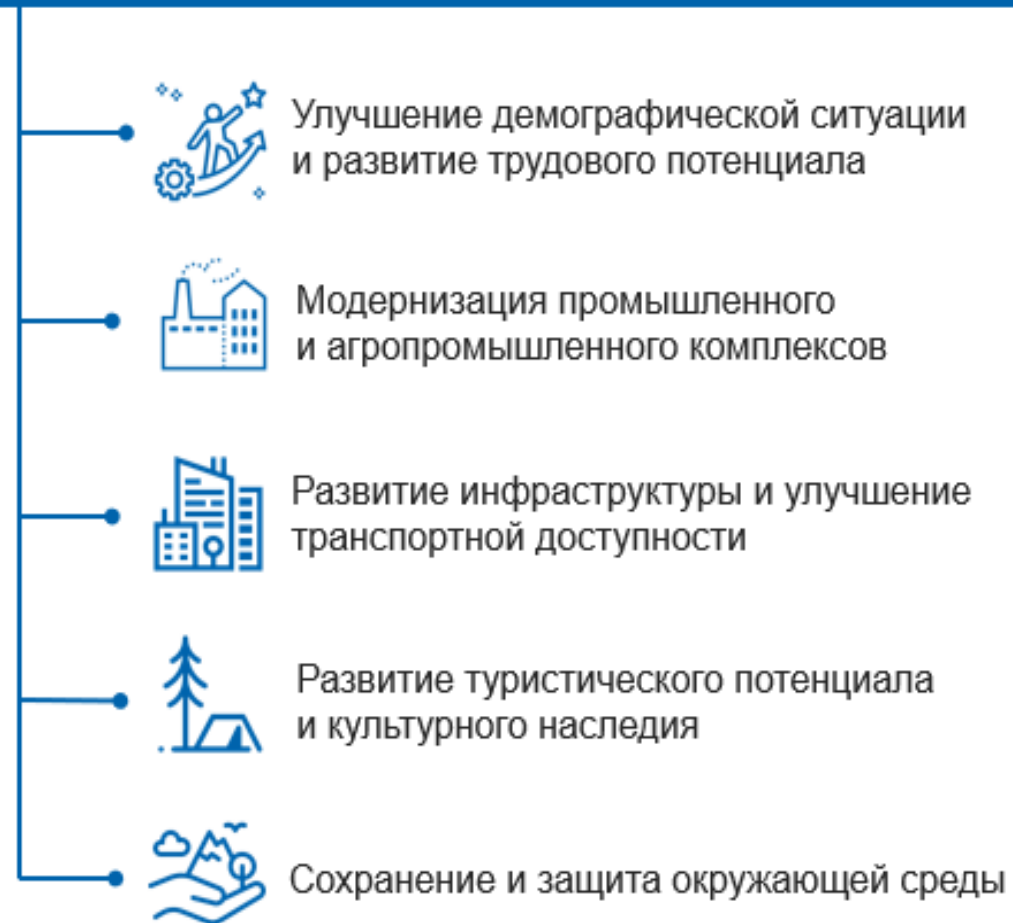 Улучшение демографической ситуации
и развитие трудового потенциала
Модернизация промышленного
и агропромышленного комплексов
Развитие инфраструктуры и улучшение
транспортной доступности
Развитие туристического потенциала
и культурного наследия
Сохранение и защита окружающей среды